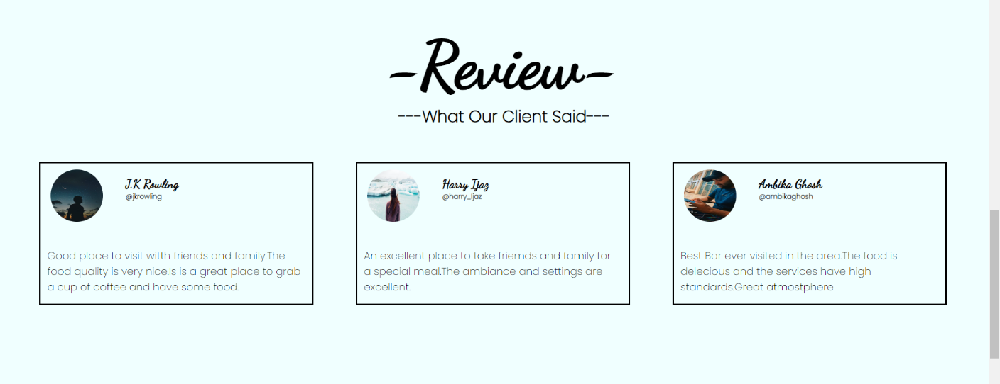 -Review-
---What Our Client Said---
J.K Rowling
@jkrowling
Good place to visit witth friends and family.The
food quality is very nice.Is is a great place to grab
a cup of coffee and have some food.
Harry Ijaz
@harry_Ijaz
An excellent place to take friemds and family for
a special meal.The ambiance and settings are
excellent.
Ambika Ghosh
@ambikaghosh
Best Bar ever visited in the area.The food is
delecious and the services have high
standards.Great atmostphere